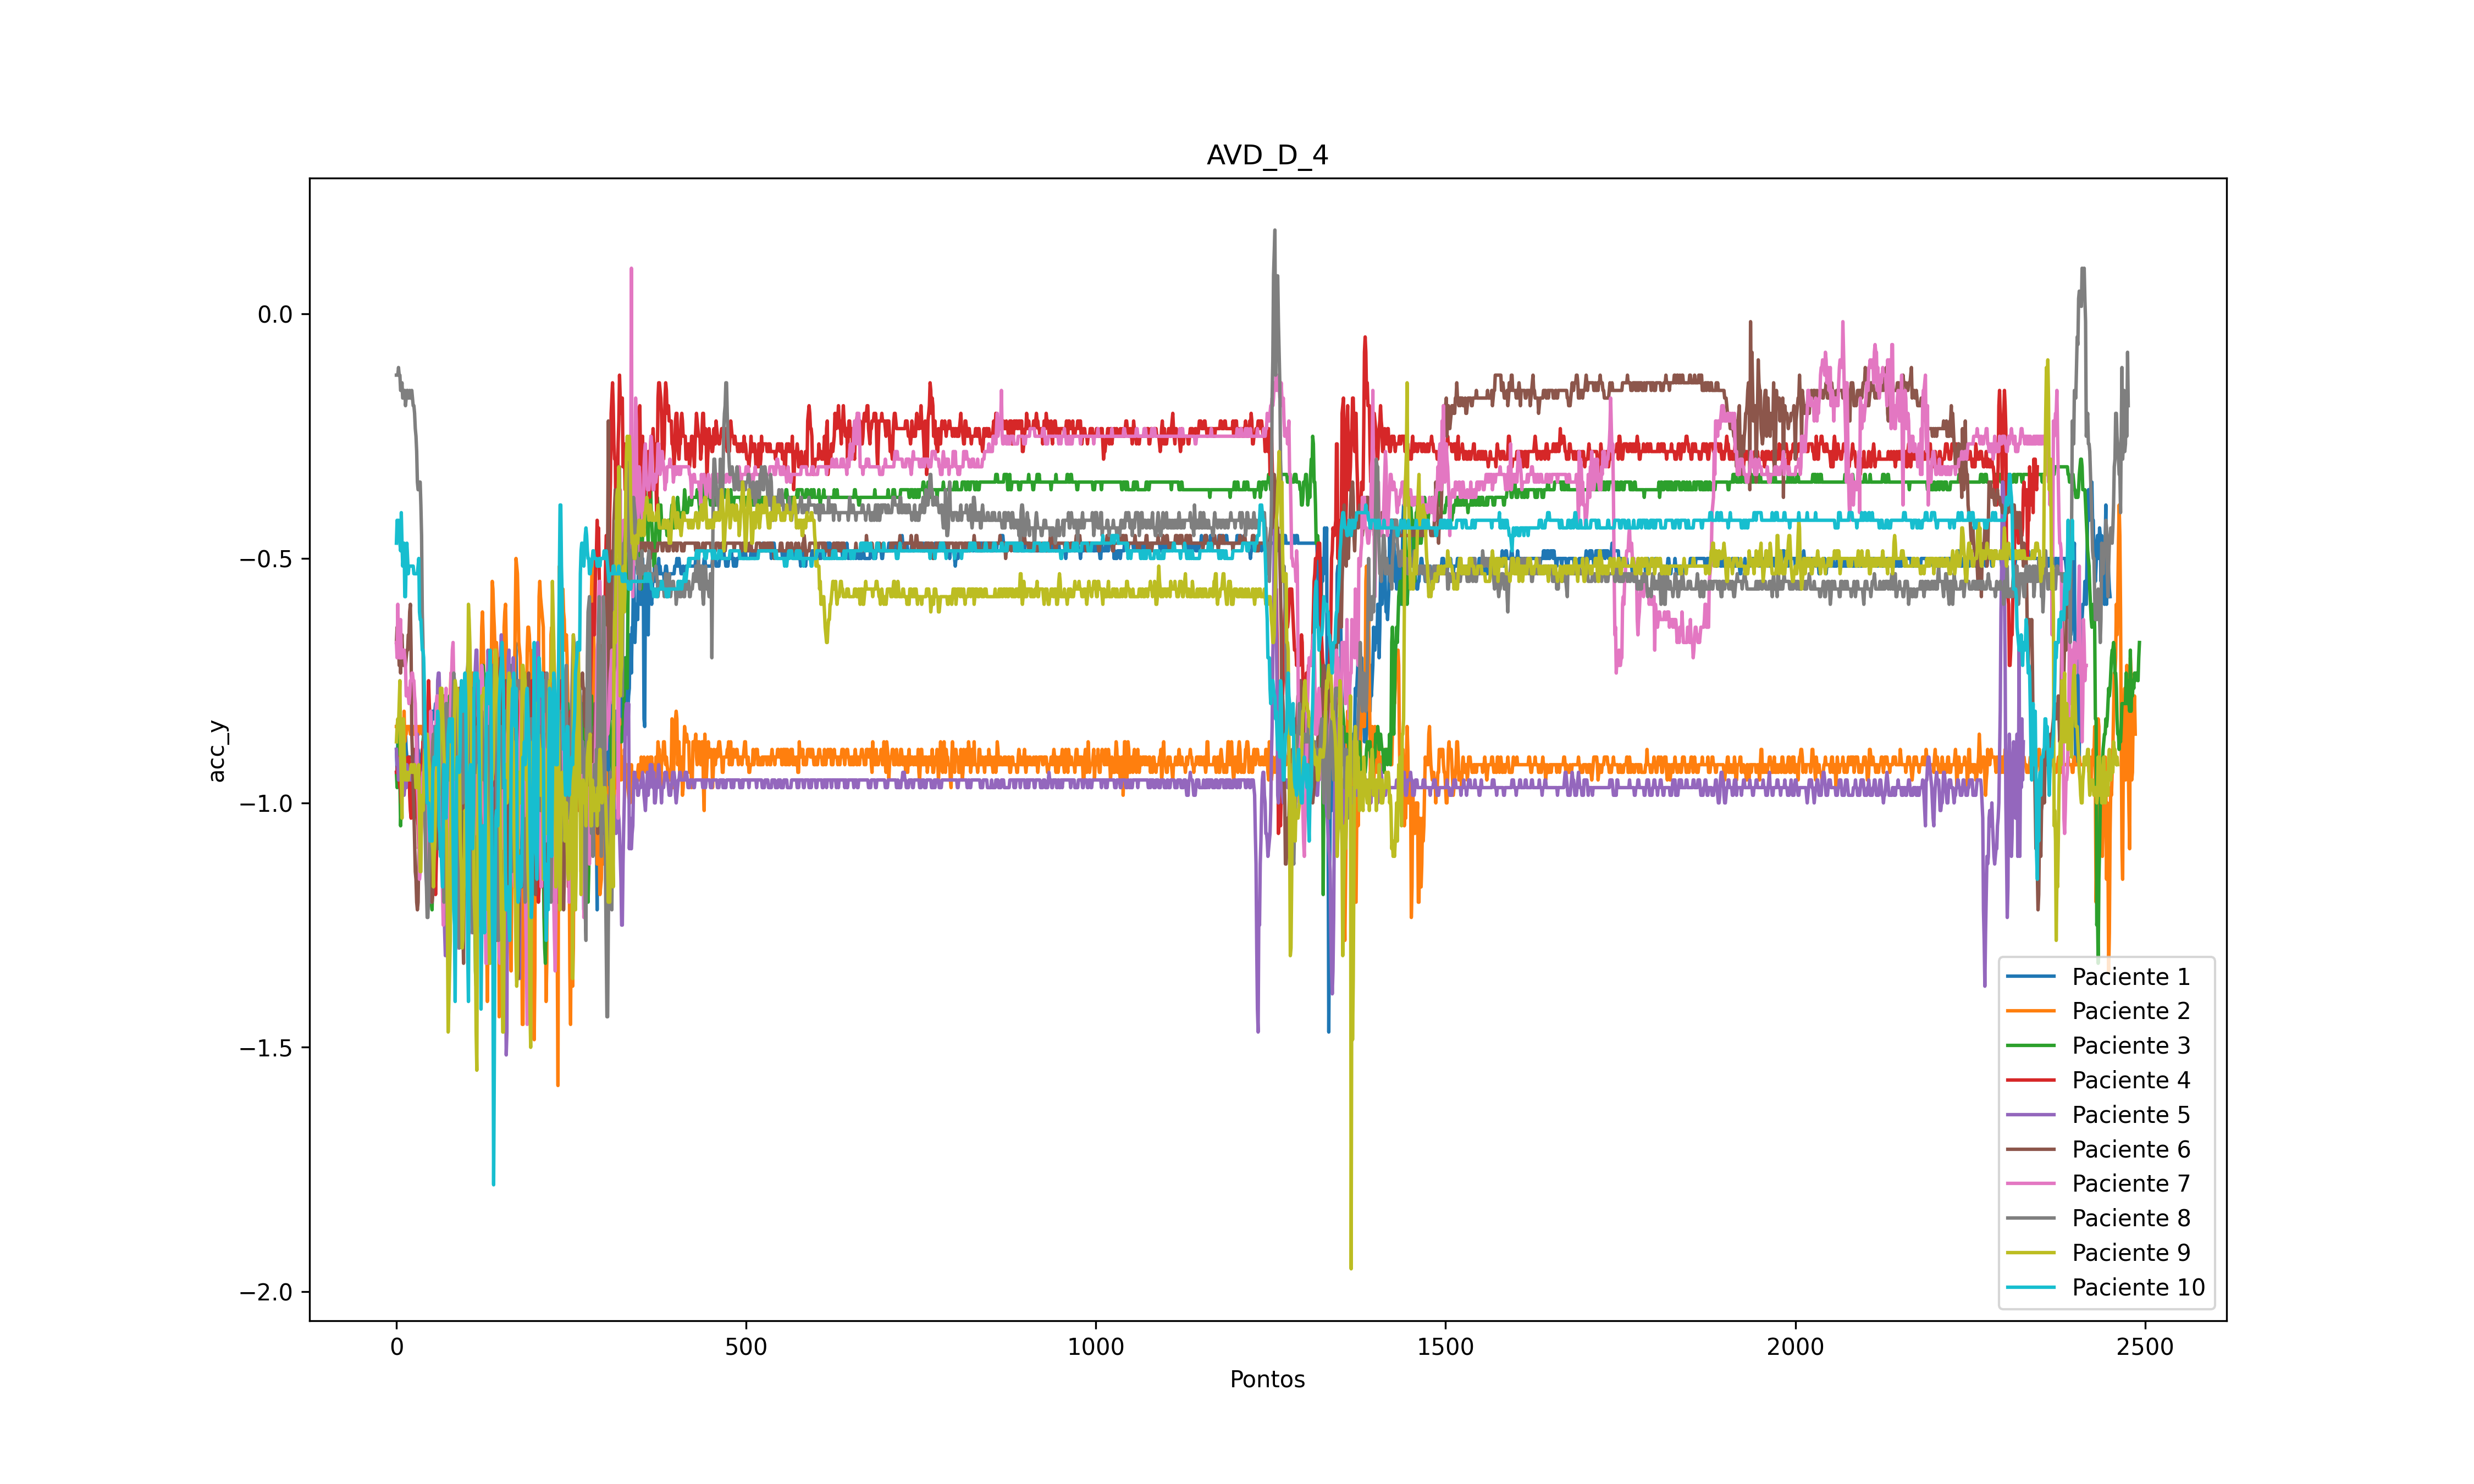 AVD_D_4
acc_y
0.0
−0.5
−1.0
−1.5
−2.0
0
500
1000
1500
2000
2500
Pontos
Paciente 1
Paciente 2
Paciente 3
Paciente 4
Paciente 5
Paciente 6
Paciente 7
Paciente 8
Paciente 9
Paciente 10